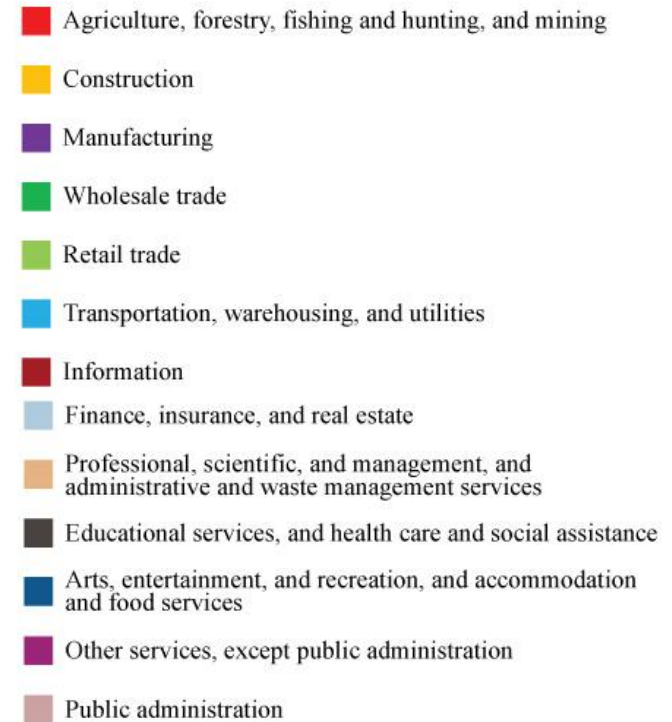 Agriculture, forestry, fishing and hunting, and mining
Construction
Manufacturing
Wholesale trade
Retail trade
Transportation, warehousing, and utilities
Information
Finance, insurance, and real estate
Professional, scientific, and management, and
administrative and waste management services
Educational services, and health care and social assistance
Arts, entertainment, and recreation, and accommodation
and food services
Other services, except public administration
Public administration